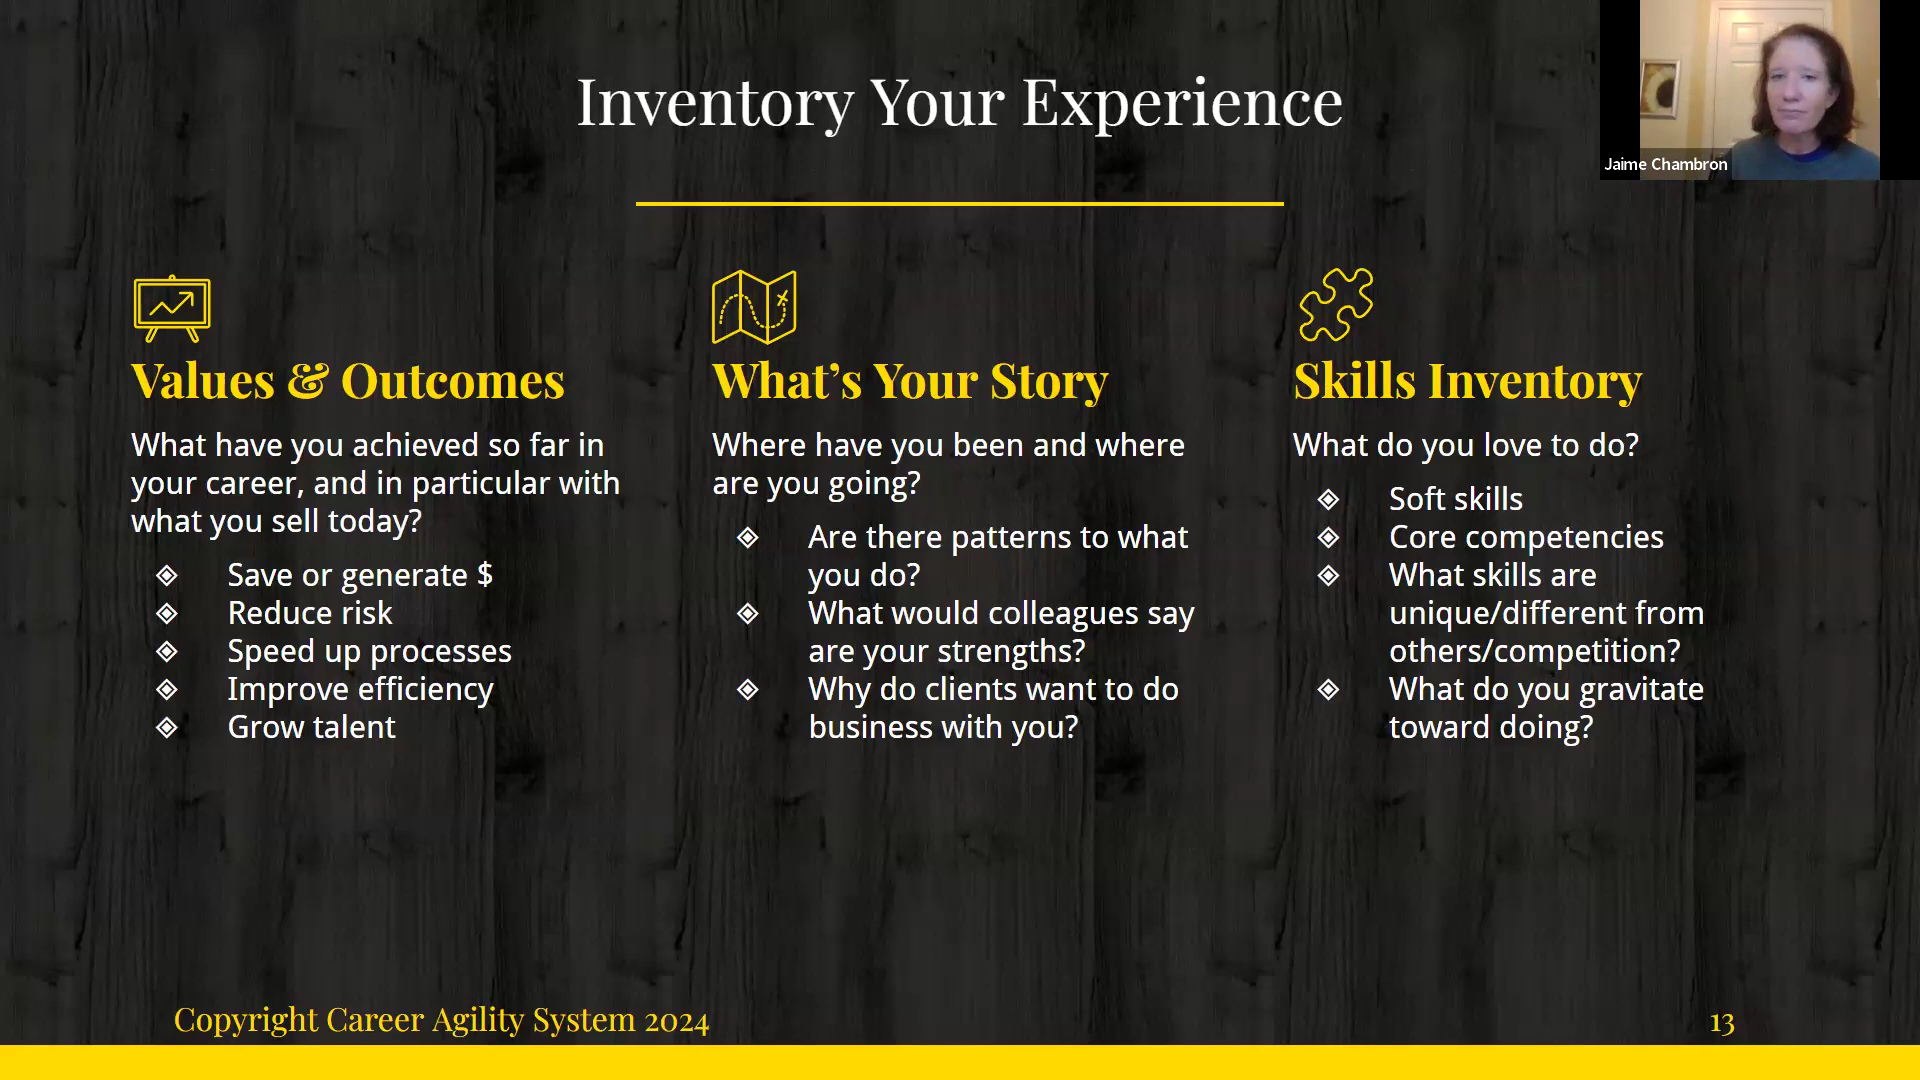 Inventory Your Experience
Jaime Chambron
Values & Outcomes
What have you achieved so far in
your career, and in particular with
what you sell today?
Save or generate $
Reduce risk
Speed up processes
Improve efficiency
Grow talent
What’s Your Story
Where have you been and where
are you going?
Are there patterns to what
you do?
What would colleagues say
are your strengths?
Why do clients want to do
business with you?
Skills Inventory
What do you love to do?
Soft skills
Core competencies
What skills are
unique/different from
others/competition?
What do you gravitate
toward doing?
Copyright Career Agility System 2024
13